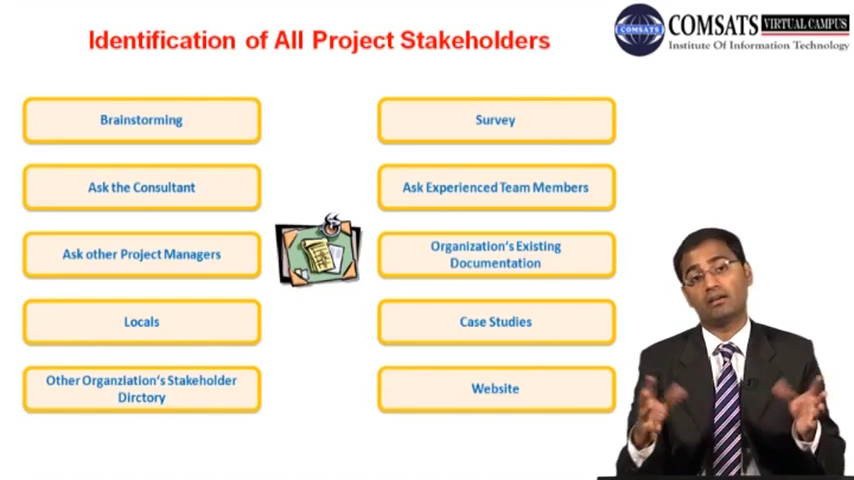 Identification of All Project Stakeholders
COMSATS
COMSATS VIRTUAL CAMPUS
Institute Of Information Technology
Brainstorming
Survey
Ask the Consultant
Ask Experienced Team Members
Ask other Project Managers
Organization's Existing
Documentation
Locals
Case Studies
Other Organziation's Stakeholder
Dirctory
Website